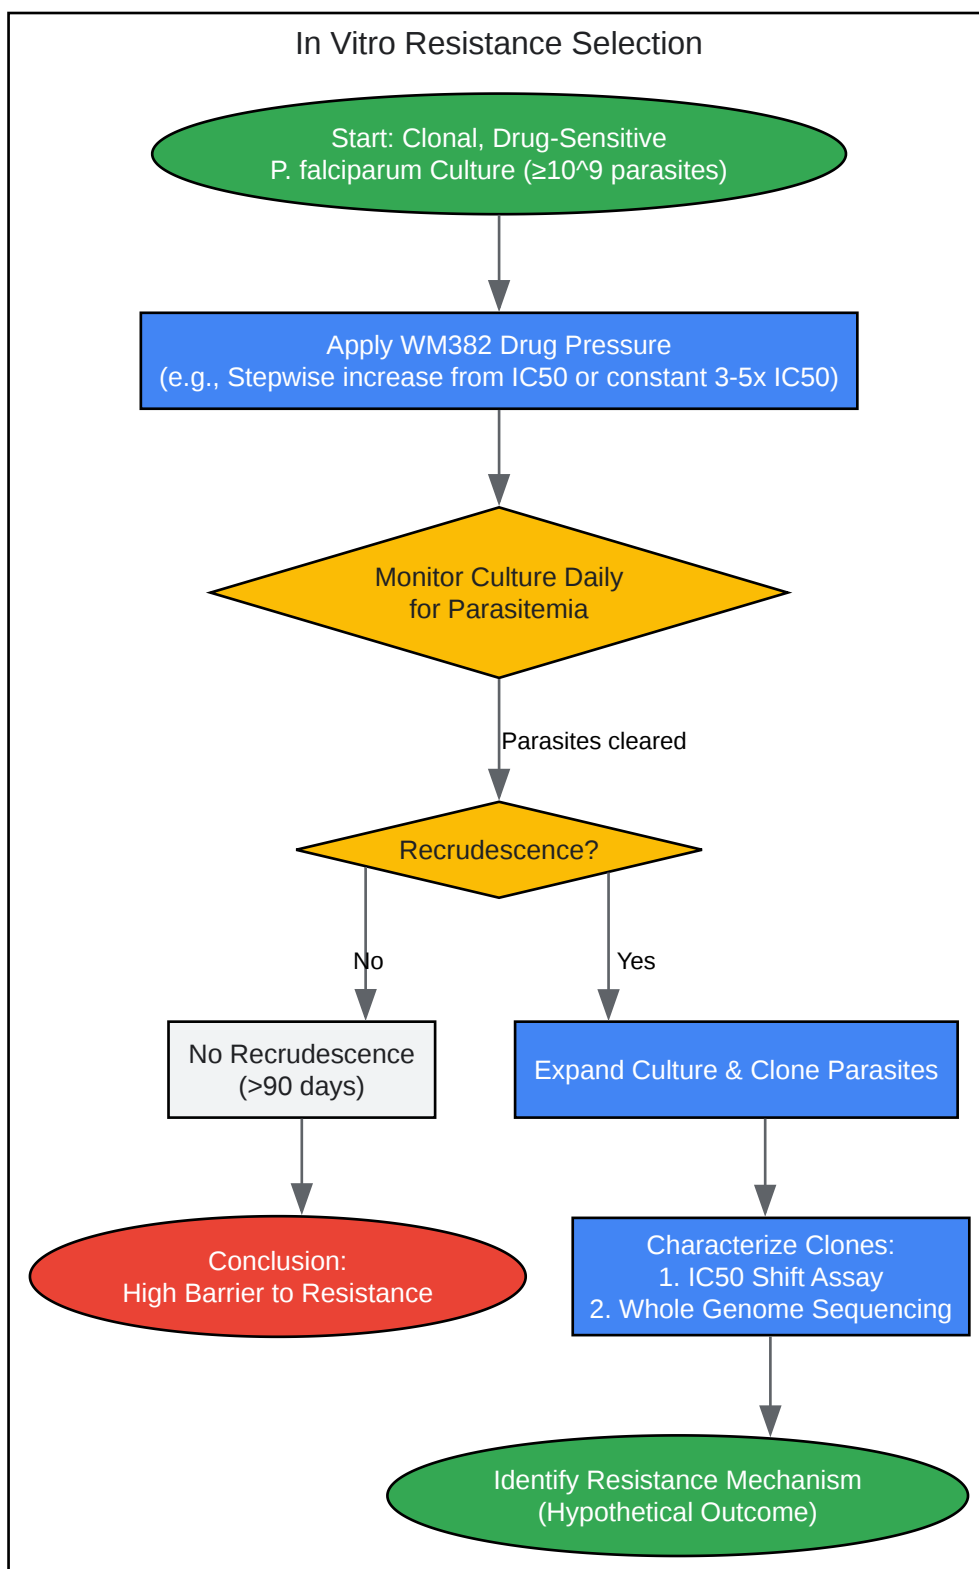 In Vitro Resistance Selection
Start: Clonal, Drug-Sensitive
P. falciparum Culture (≥10^9 parasites)
Apply WM382 Drug Pressure
(e.g., Stepwise increase from IC50 or constant 3-5x IC50)
Monitor Culture Daily
for Parasitemia
Parasites cleared
Recrudescence?
No
Yes
No Recrudescence
(>90 days)
Expand Culture & Clone Parasites
Conclusion:
High Barrier to Resistance
Characterize Clones:
1. IC50 Shift Assay
2. Whole Genome Sequencing
Identify Resistance Mechanism
(Hypothetical Outcome)